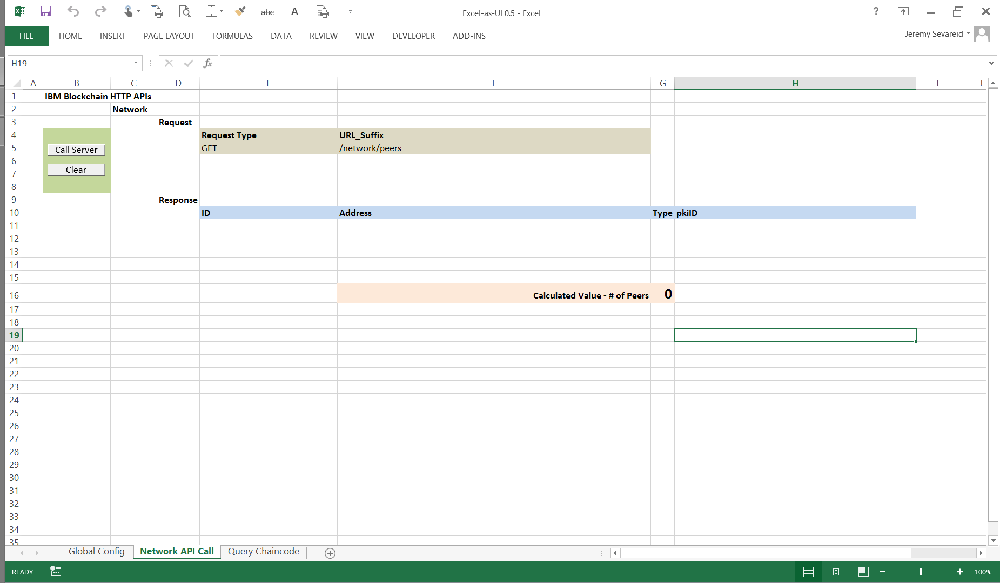 abc A Excel-as-UI 0.5 - Excel ?
FILE HOME INSERT PAGE LAYOUT FORMULAS DATA REVIEW VIEW DEVELOPER ADD-INS Jeremy Sevareid
H19 fx
A B C D E F G H I J
1 IBM Blockchain HTTP APIs
2 Network
3 Request
4 Request Type URL_Suffix
5 Call Server GET /network/peers
6
7 Clear
8
9 Response
10 ID Address Type pkiID
11
12
13
14
15
16 Calculated Value - # of Peers 0
17
18
19
20
21
22
23
24
25
26
27
28
29
30
31
32
33
34
35
Global Config Network API Call Query Chaincode
READY 100%